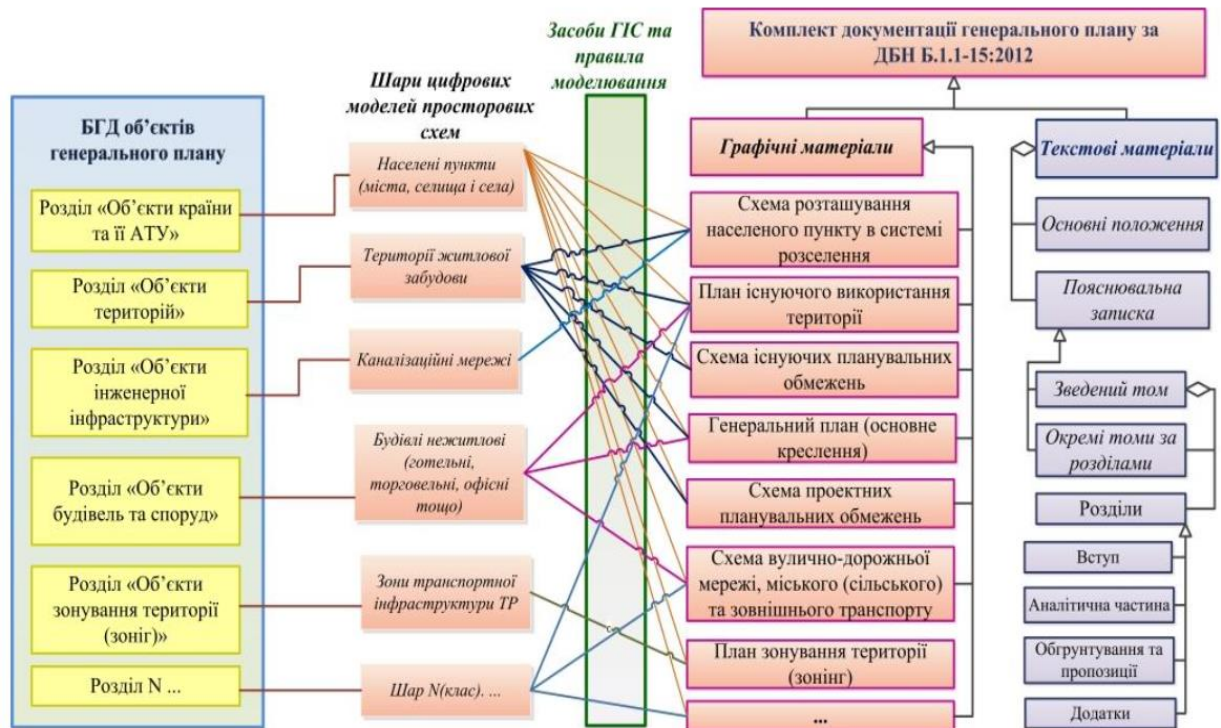 Засоби ГІС та
правила
моделювання
Комплект документації генерального плану за
ДБН Б.1.1-15:2012
Шари цифрових
моделей просторових
схем
БГД об’єктів
генерального плану
Розділ «Об’єкти країни
та її АТУ»
Розділ «Об’єкти
територій»
Розділ «Об’єкти
інженерної
інфраструктури»
Розділ «Об’єкти
будівель та споруд»
Розділ «Об’єкти
зонування території
(зоніг)»
Розділ N ...
Населені пункти
(міста, селища і села)
Території житлової
забудови
Каналізаційні мережі
Будівлі нежитлові
(готельні,
торговельні, офісні
тощо)
Зони транспортної
інфраструктури ТР
Шар N(клас). ...
Графічні матеріали
Схема розташування
населеного пункту в системі
розселення
План існуючого використання
території
Схема існуючих планувальних
обмежень
Генеральний план (основне
креслення)
Схема проектних
планувальних обмежень
Схема вулично-дорожньої
мережі, міського (сільського)
та зовнішнього транспорту
План зонування території
(зонінг)
...
Текстові матеріали
Основні положення
Пояснювальна
записка
Зведений том
Окремі томи за
розділами
Розділи
Вступ
Аналітична частина
Обгрунтування та
пропозиції
Додатки